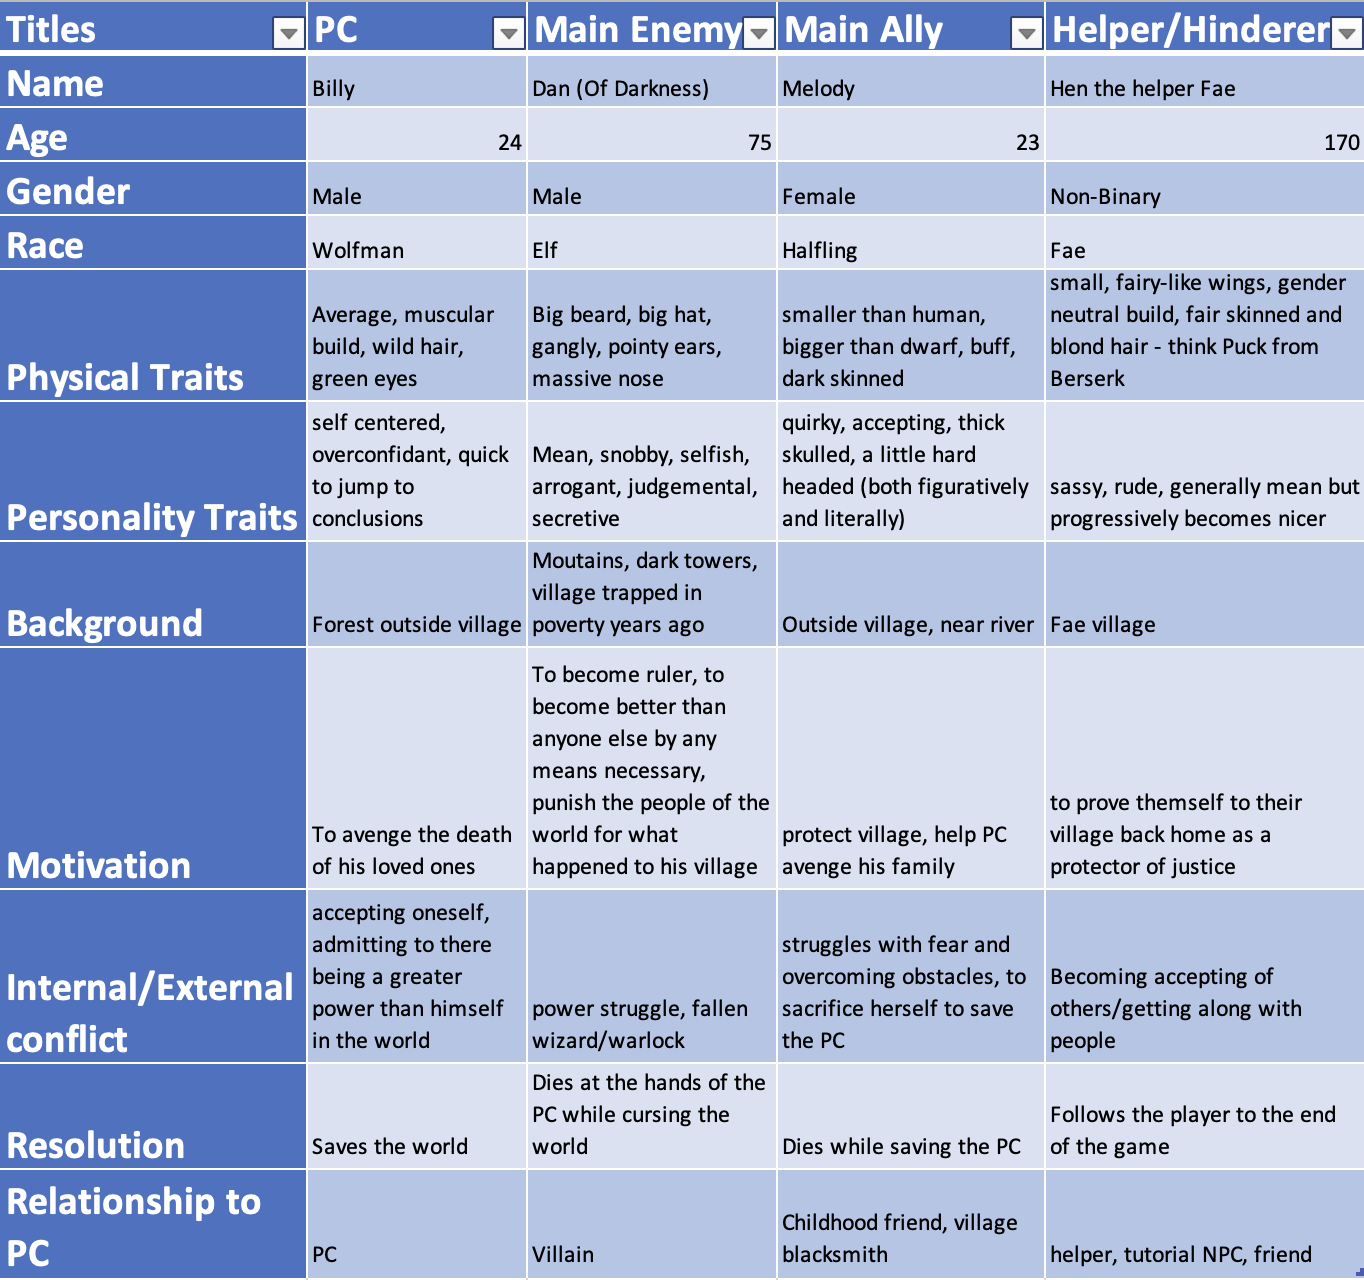 Titles PC Main Enemy Main Ally Helper/Hinderer
Name Billy Dan (Of Darkness) Melody Hen the helper Fae
Age 24 75 23 170
Gender Male Male Female Non-Binary
Race Wolfman Elf Halfling Fae
Physical Traits
Average, muscular
build, wild hair,
green eyes
Big beard, big hat,
gangly, pointy ears,
massive nose
smaller than human,
bigger than dwarf, buff,
dark skinned
small, fairy-like wings, gender
neutral build, fair skinned and
blond hair - think Puck from
Berserk
Personality Traits
self centered,
overconfidant, quick
to jump to
conclusions
Mean, snobby, selfish,
arrogant, judgemental,
secretive
quirky, accepting, thick
skulled, a little hard
headed (both figuratively
and literally)
sassy, rude, generally mean but
progressively becomes nicer
Background
Forest outside village
Moutains, dark towers,
village trapped in
poverty years ago
Outside village, near river
Fae village
Motivation
To avenge the death
of his loved ones
To become ruler, to
become better than
anyone else by any
means necessary,
punish the people of the
world for what
happened to his village
protect village, help PC
avenge his family
to prove themself to their
village back home as a
protector of justice
Internal/External
conflict
accepting oneself,
admitting to there
being a greater
power than himself
in the world
power struggle, fallen
wizard/warlock
struggles with fear and
overcoming obstacles, to
sacrifice herself to save
the PC
Becoming accepting of
others/getting along with
people
Resolution
Saves the world
Dies at the hands of the
PC while cursing the
world
Dies while saving the PC
Follows the player to the end
of the game
Relationship to
PC
PC
Villain
Childhood friend, village
blacksmith
helper, tutorial NPC, friend